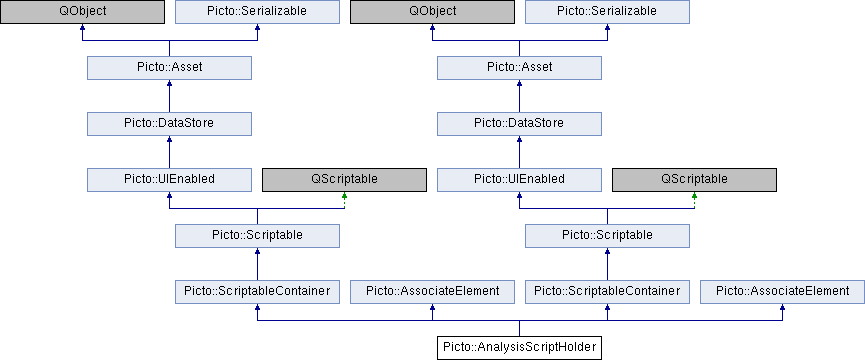 QObject
Picto::Serializable
QObject
Picto::Serializable
Picto::Asset
Picto::Asset
Picto::DataStore
Picto::DataStore
Picto::UIEnabled
QScriptable
Picto::UIEnabled
QScriptable
Picto::Scriptable
Picto::Scriptable
Picto::ScriptableContainer
Picto::AssociateElement
Picto::ScriptableContainer
Picto::AssociateElement
Picto::AnalysisScriptHolder